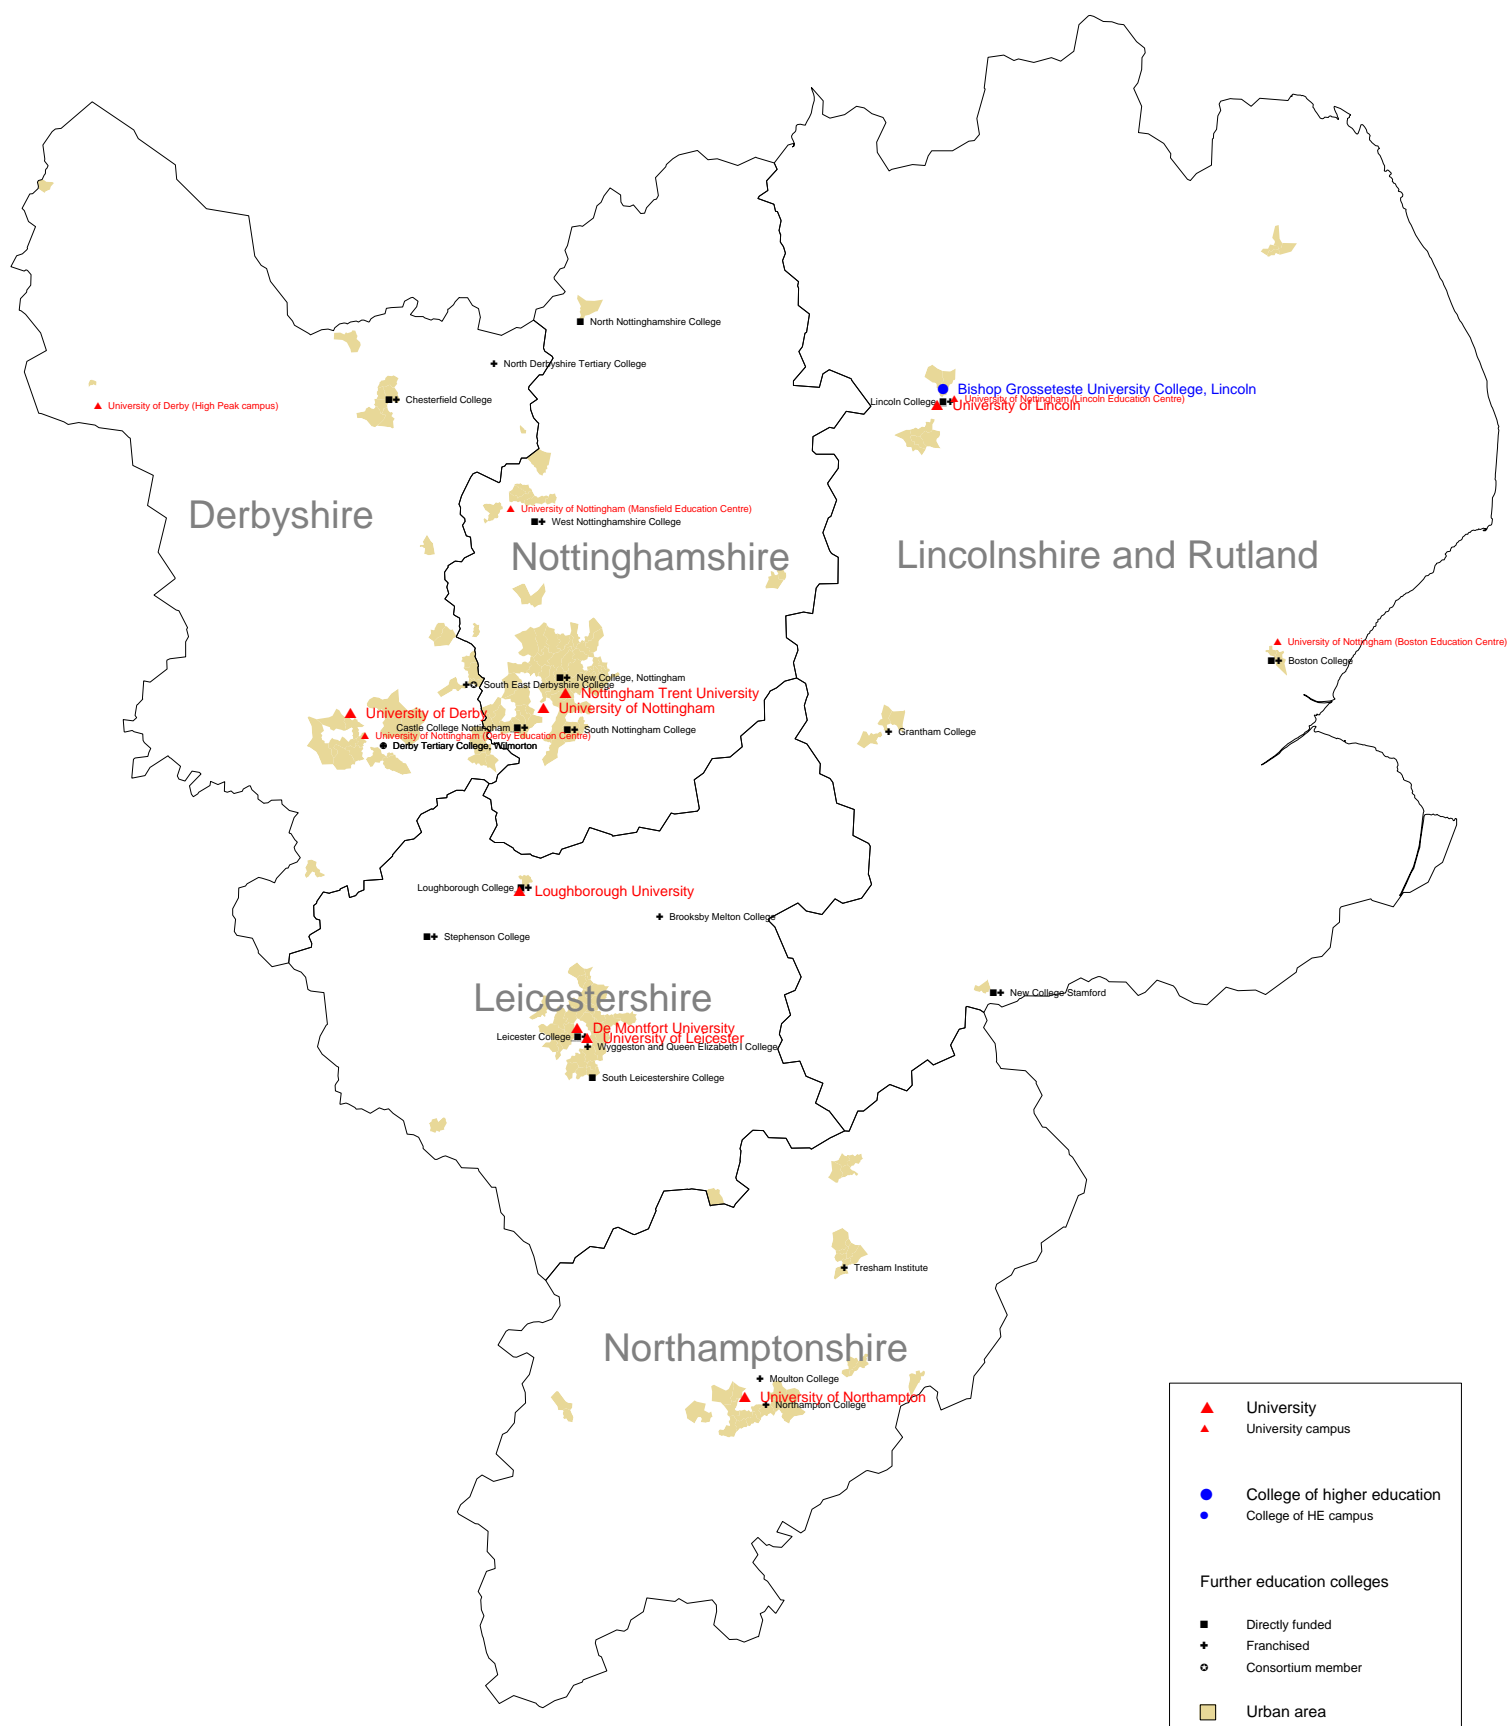 North Nottinghamshire College
North Derbyshire Tertiary College
Bishop Grosseteste University College, Lincoln
University of Derby (High Peak campus)
Chesterfield College
Lincoln College
University of Nottingham (Lincoln Education Centre)
University of Lincoln
Derbyshire
University of Nottingham (Mansfield Education Centre)
West Nottinghamshire College
Nottinghamshire
Lincolnshire and Rutland
University of Nottingham (Boston Education Centre)
Boston College
New College, Nottingham
South East Derbyshire College
Nottingham Trent University
University of Nottingham
University of Derby
Castle College Nottingham
South Nottingham College
Grantham College
University of Nottingham (Derby Education Centre)
Derby Tertiary College, Wilmorton
Loughborough College
Loughborough University
Brooksby Melton College
Stephenson College
Leicestershire
New College Stamford
De Montfort University
Leicester College
University of Leicester
Wyggeston and Queen Elizabeth I College
South Leicestershire College
Tresham Institute
Northamptonshire
Moulton College
University of Northampton
Northampton College
University
University campus
College of higher education
College of HE campus
Further education colleges
Directly funded
Franchised
Consortium member
Urban area